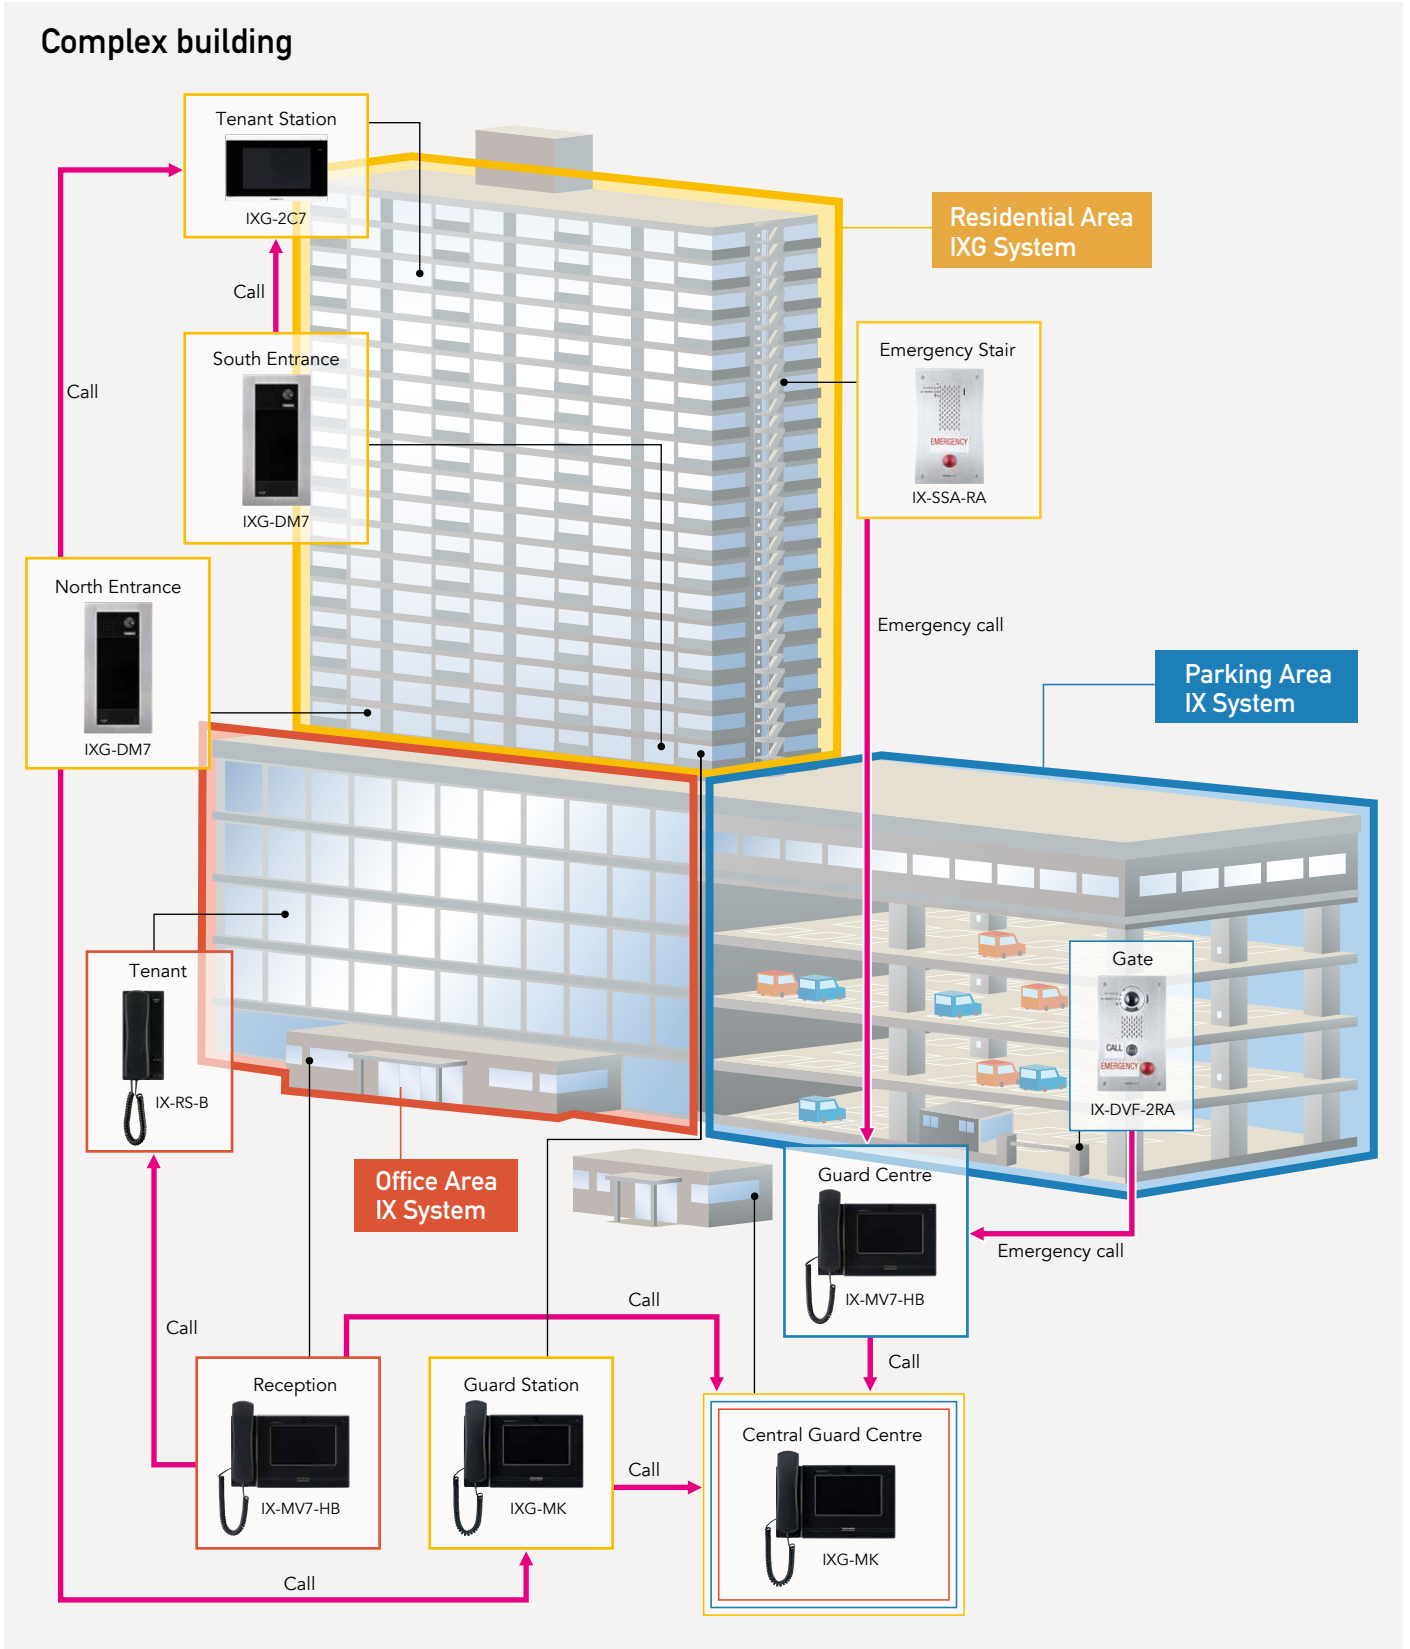 Complex building
Tenant Station
IXG-2C7
Residential Area
IXG System
Call
South Entrance
IXG-DM7
Emergency Stair
EMERGENCY
IX-SSA-RA
Call
North Entrance
IXG-DM7
Emergency call
Parking Area
IX System
Tenant
IX-RS-B
Gate
CALL
EMERGENCY
IX-DVF-2RA
Office Area
IX System
Guard Centre
IX-MV7-HB
Emergency call
Call
Call
Call
Reception
IX-MV7-HB
Guard Station
IXG-MK
Call
Central Guard Centre
IXG-MK
Call